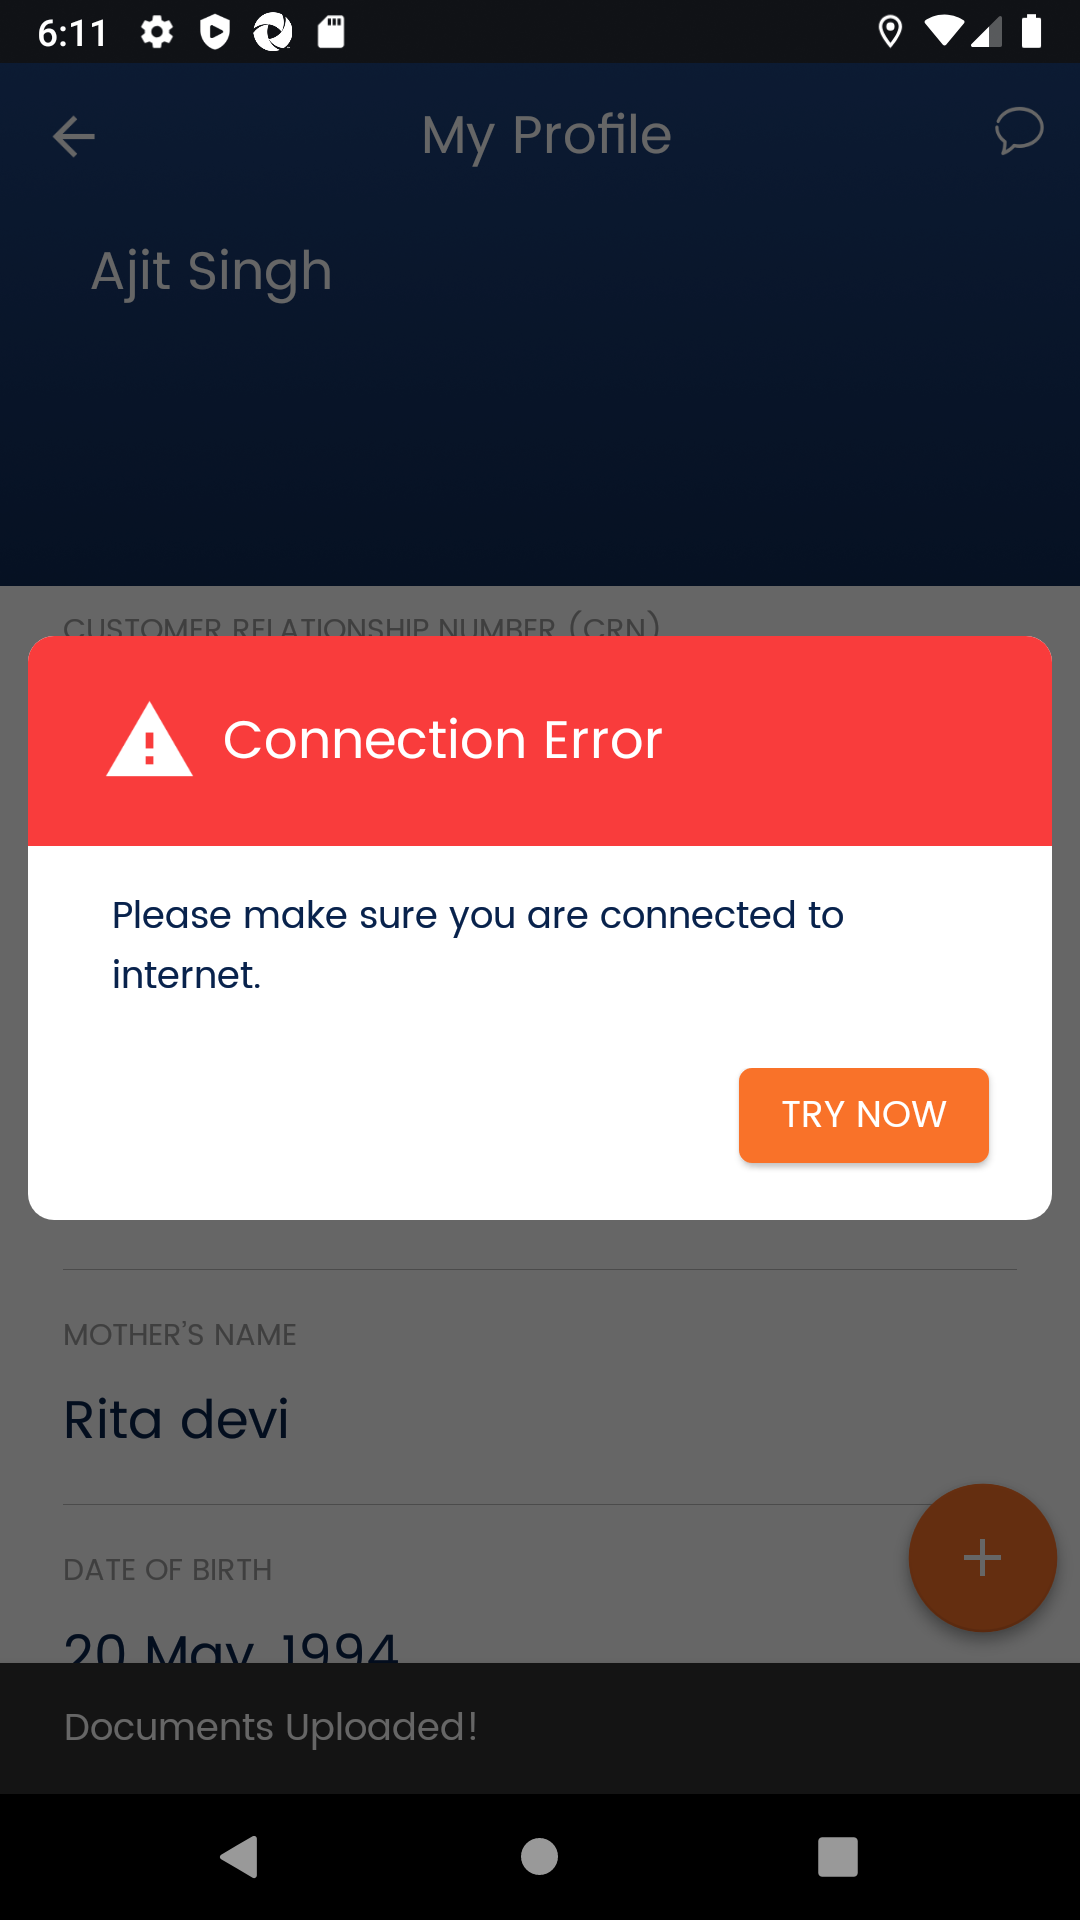 6:11
My Profile
Ajit Singh
CUSTOMER RELATIONSHIP NUMBER (CRN)
Connection Error
Please make sure you are connected to
internet.
TRY NOW
MOTHER'S NAME
Rita devi
DATE OF BIRTH
20 May, 1994
Documents Uploaded!